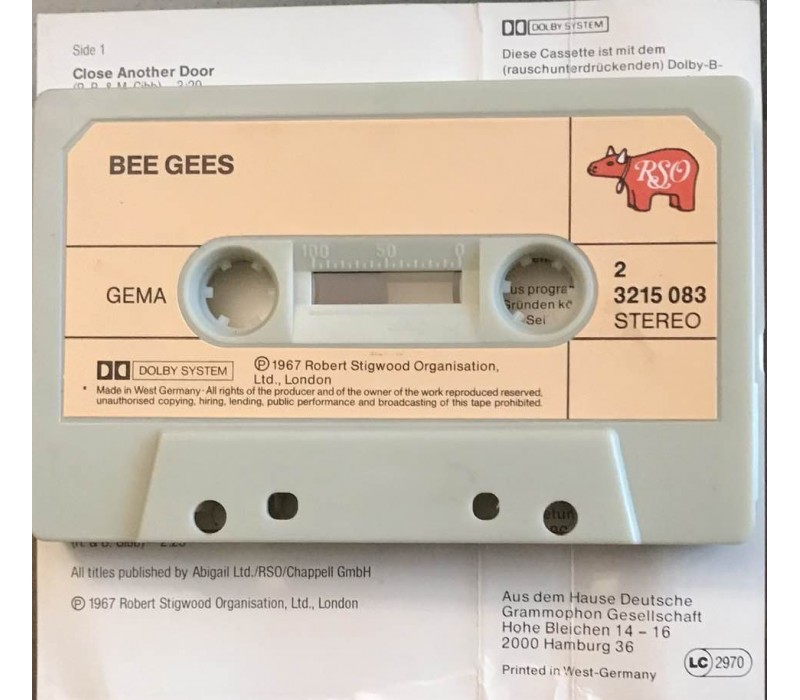 Side 1
Close Another Door
DOLBY SYSTEM
Diese Cassette ist mit dem
(rauschunterdrückenden) Dolby-B-
BEE GEES
RSO
GEMA
100 50 0
2
3215 083
STEREO
us progra
Gründen kö
Sei
DOLBY SYSTEM
℗ 1967 Robert Stigwood Organisation,
Ltd., London
* Made in West Germany · All rights of the producer and of the owner of the work reproduced reserved,
unauthorised copying, hiring, lending, public performance and broadcasting of this tape prohibited.
All titles published by Abigail Ltd./RSO/Chappell GmbH
℗ 1967 Robert Stigwood Organisation, Ltd., London
Aus dem Hause Deutsche
Grammophon Gesellschaft
Hohe Bleichen 14 – 16
2000 Hamburg 36
Printed in West-Germany
LC 2970